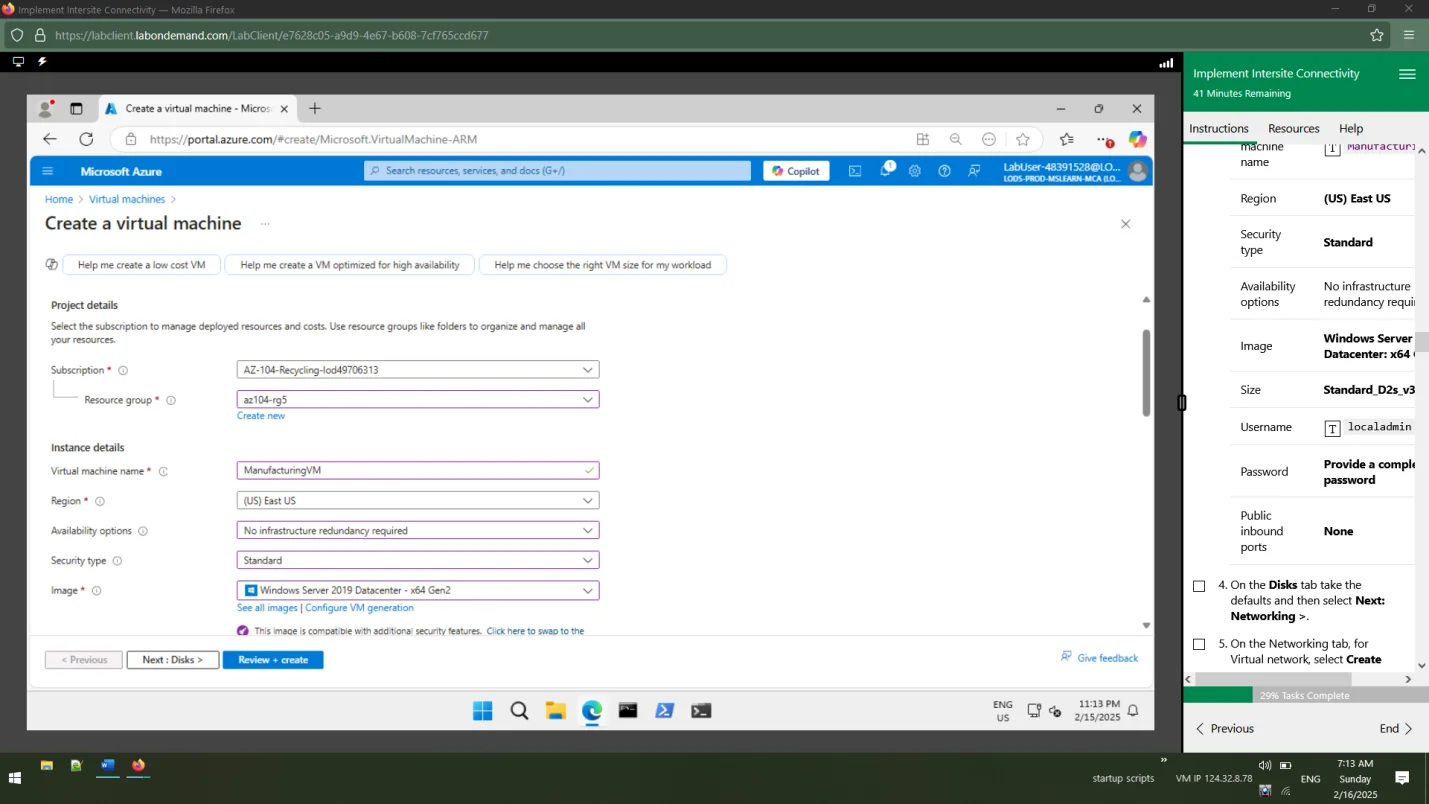 Implement Intersite Connectivity — Mozilla Firefox
https://labclient.labondemand.com/LabClient/e7628c05-a9d9-4e67-b608-7cf765ccd677
Create a virtual machine - Micros
https://portal.azure.com/#create/Microsoft.VirtualMachine-ARM
Microsoft Azure
Search resources, services, and docs (G+/)
Copilot
1
LabUser-48391528@LO...
LODS-PROD-MSLEARN-MCA (LO...
Home > Virtual machines >
Create a virtual machine ...
Help me create a low cost VM
Help me create a VM optimized for high availability
Help me choose the right VM size for my workload
Project details
Select the subscription to manage deployed resources and costs. Use resource groups like folders to organize and manage all
your resources.
Subscription *
AZ-104-Recycling-lod49706313
Resource group *
az104-rg5
Create new
Instance details
Virtual machine name *
ManufacturingVM
Region *
(US) East US
Availability options
No infrastructure redundancy required
Security type
Standard
Image *
Windows Server 2019 Datacenter - x64 Gen2
See all images | Configure VM generation
This image is compatible with additional security features. Click here to swap to the
< Previous
Next : Disks >
Review + create
Give feedback
ENG
US
11:13 PM
2/15/2025
Implement Intersite Connectivity
41 Minutes Remaining
Instructions
Resources
Help
machine
name
Region
(US) East US
Security
type
Standard
Availability
options
No infrastructure
Image
Windows Server
Datacenter: x64
Size
Standard_D2s_v3
Username
T
localadmin
Password
Provide a
password
Public
inbound
ports
None
4. On the Disks tab take the
defaults and then select Next:
Networking >.
5. On the Networking tab, for
Virtual network, select Create
29% Tasks Complete
< Previous
End >
startup scripts
VM IP 124.32.8.78
ENG
7:13 AM
Sunday
2/16/2025